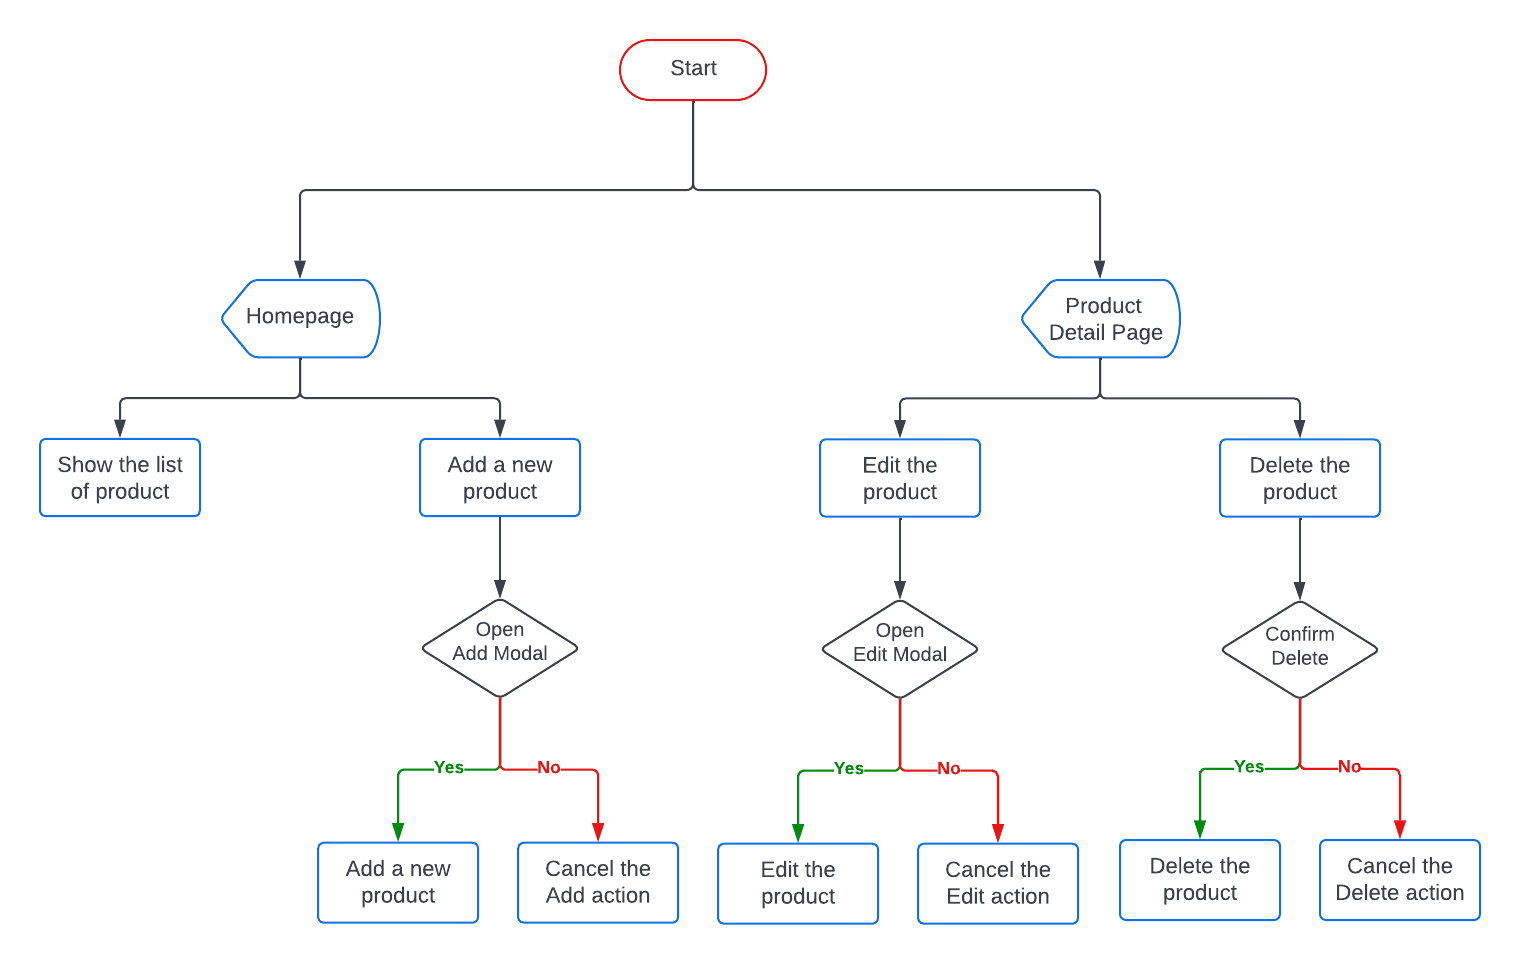 Start
Homepage
Product
Detail Page
Show the list
of product
Add a new
product
Edit the
product
Delete the
product
Open
Add Modal
Open
Edit Modal
Confirm
Delete
Yes
No
Yes
No
Yes
No
Add a new
product
Cancel the
Add action
Edit the
product
Cancel the
Edit action
Delete the
product
Cancel the
Delete action